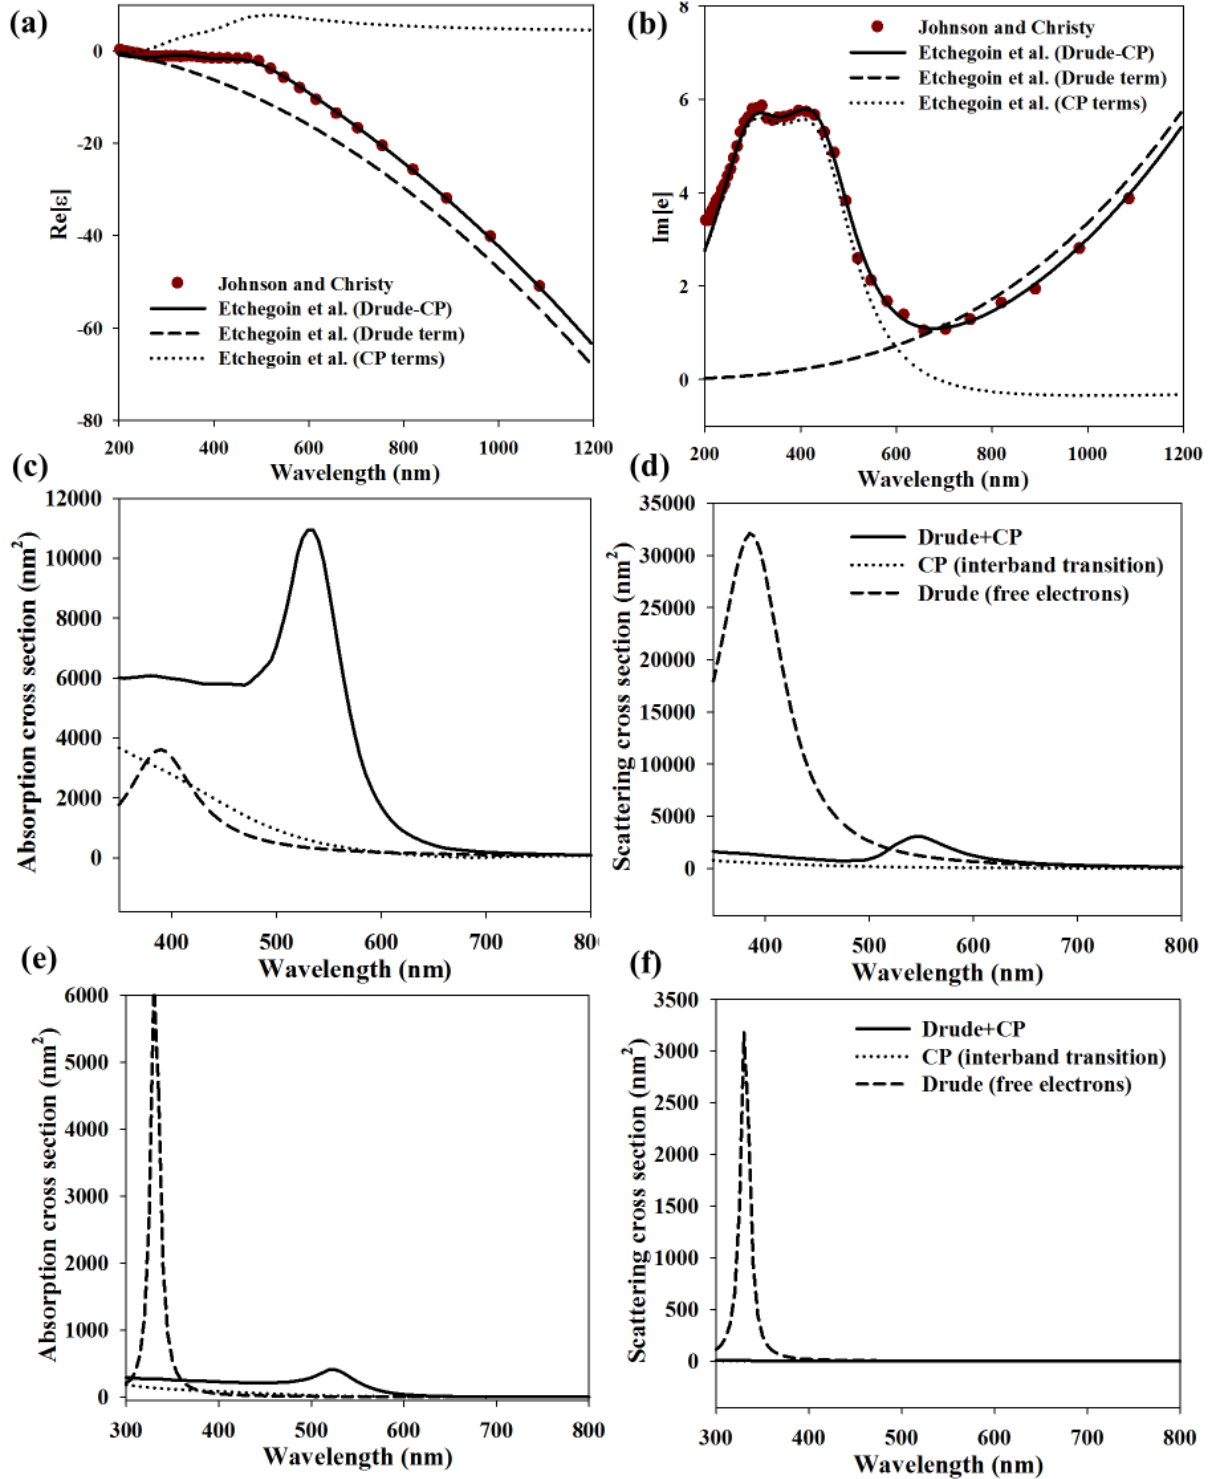 (a)
0
-20
-40
-60
-80
Re[ε]
Johnson and Christy
Etchegoin et al. (Drude-CP)
Etchegoin et al. (Drude term)
Etchegoin et al. (CP terms)
200 400 600 800 1000 1200
Wavelength (nm)
(b)
8
6
4
2
0
Im[e]
Johnson and Christy
Etchegoin et al. (Drude-CP)
Etchegoin et al. (Drude term)
Etchegoin et al. (CP terms)
200 400 600 800 1000 1200
Wavelength (nm)
(c)
12000
10000
8000
6000
4000
2000
0
Absorption cross section (nm²)
400 500 600 700 800
Wavelength (nm)
(d)
35000
30000
25000
20000
15000
10000
5000
0
Scattering cross section (nm²)
Drude+CP
CP (interband transition)
Drude (free electrons)
400 500 600 700 800
Wavelength (nm)
(e)
6000
5000
4000
3000
2000
1000
0
Absorption cross section (nm²)
300 400 500 600 700 800
Wavelength (nm)
(f)
3500
3000
2500
2000
1500
1000
500
0
Scattering cross section (nm²)
Drude+CP
CP (interband transition)
Drude (free electrons)
300 400 500 600 700 800
Wavelength (nm)